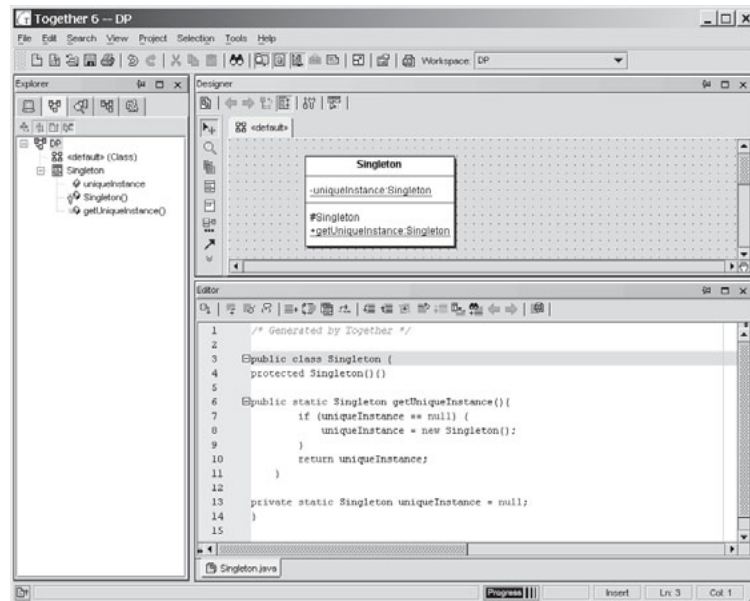 Together 6 -- DP
File Edit Search View Project Selection Tools Help
Workspace: DP
Explorer
Designer
<default>
DP
<default> (Class)
Singleton
uniqueInstance
Singleton()
getUniqueInstance()
Singleton
-uniqueInstance:Singleton
#Singleton
+getUniqueInstance:Singleton
Editor
1 /* Generated by Together */
2
3 public class Singleton {
4 protected Singleton(){}
5
6 public static Singleton getUniqueInstance(){
7 if (uniqueInstance == null) {
8 uniqueInstance = new Singleton();
9 }
10 return uniqueInstance;
11 }
12
13 private static Singleton uniqueInstance = null;
14 }
15
Singleton.java
Progress Insert Ln: 3 Col: 1